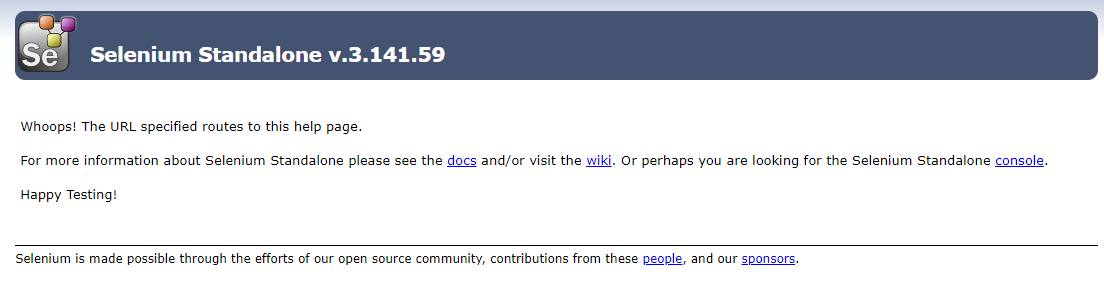 Se
Selenium Standalone v.3.141.59
Whoops! The URL specified routes to this help page.
For more information about Selenium Standalone please see the docs and/or visit the wiki. Or perhaps you are looking for the Selenium Standalone console.
Happy Testing!
Selenium is made possible through the efforts of our open source community, contributions from these people, and our sponsors.